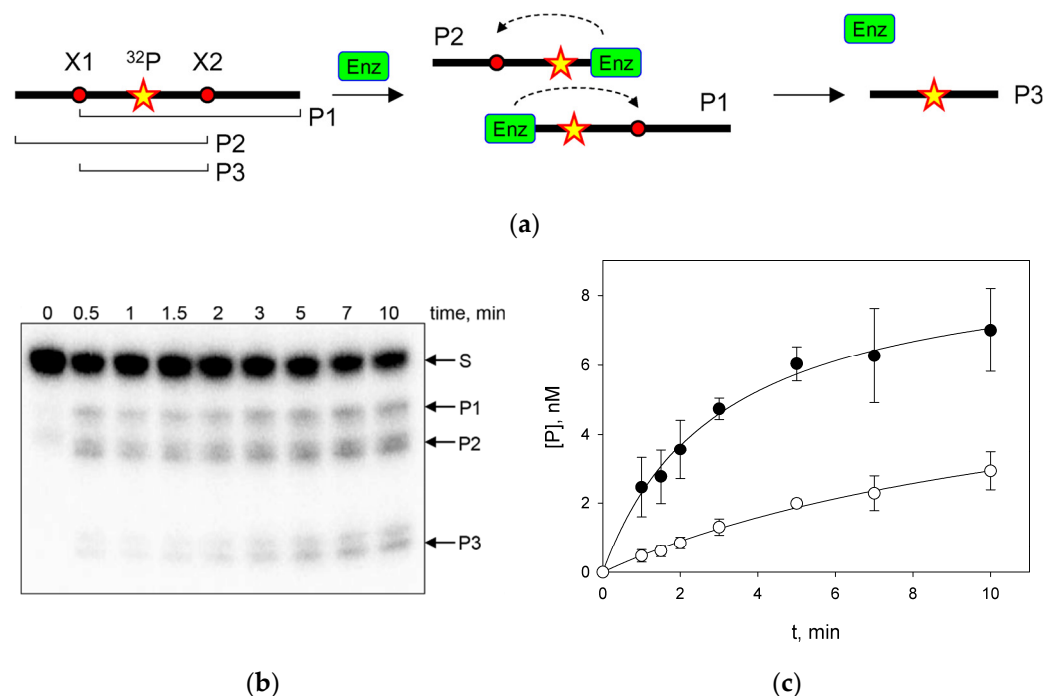 X1 ³²P X2
P1
P2
P3
Enz
P2
Enz
Enz
P1
Enz
P3
(a)
0 0.5 1 1.5 2 3 5 7 10 time, min
S
P1
P2
P3
(b)
[P], nM
8
6
4
2
0
0 2 4 6 8 10
t, min
(c)